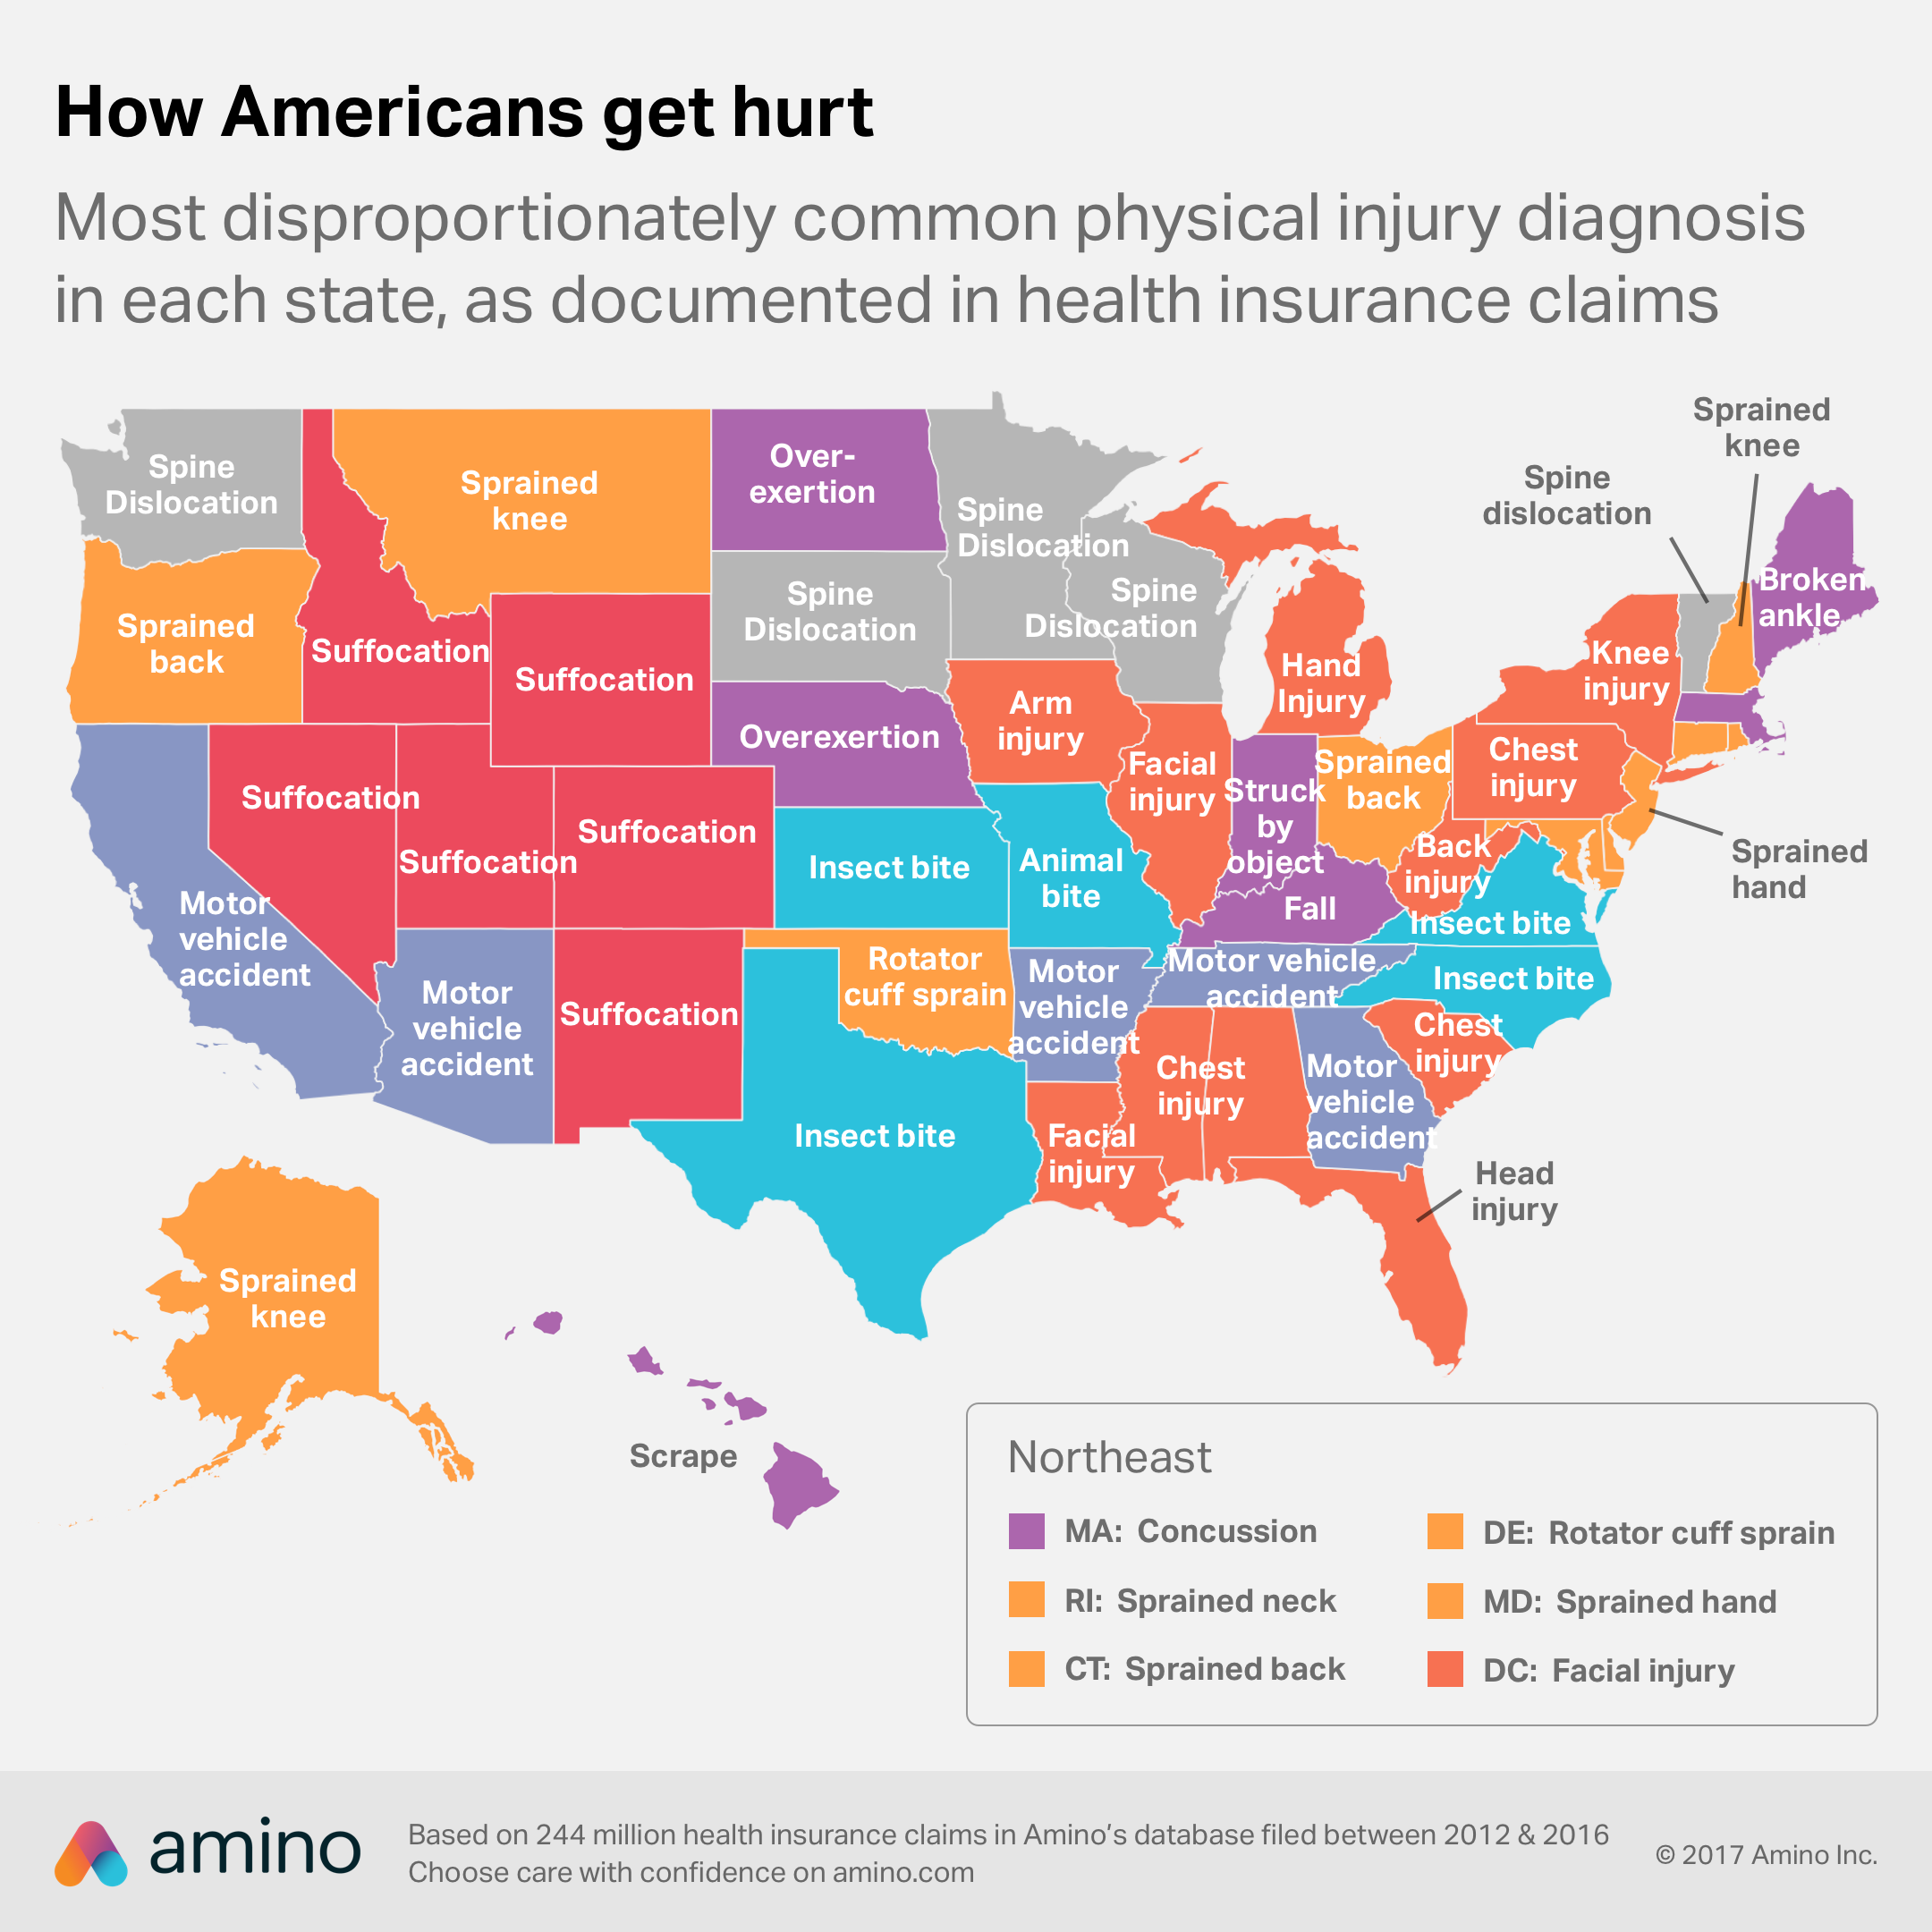 How Americans get hurt
Most disproportionately common physical injury diagnosis
in each state, as documented in health insurance claims
Spine
Dislocation
Sprained
knee
Over-
exertion
Spine
Dislocation
Spine
dislocation
Sprained
knee
Broken
ankle
Sprained
back
Suffocation
Suffocation
Spine
Dislocation
Spine
Dislocation
Hand
Injury
Knee
injury
Overexertion
Arm
injury
Facial
injury
Struck
by
object
Sprained
back
Chest
injury
Sprained
hand
Motor
vehicle
accident
Suffocation
Suffocation
Suffocation
Insect bite
Animal
bite
Fall
Back
injury
Insect bite
Motor
vehicle
accident
Suffocation
Rotator
cuff sprain
Motor
vehicle
accident
Motor vehicle
accident
Insect bite
Insect bite
Facial
injury
Chest
injury
Motor
vehicle
accident
Chest
injury
Head
injury
Sprained
knee
Scrape
Northeast
MA: Concussion
RI: Sprained neck
CT: Sprained back
DE: Rotator cuff sprain
MD: Sprained hand
DC: Facial injury
amino
Based on 244 million health insurance claims in Amino's database filed between 2012 & 2016
Choose care with confidence on amino.com
© 2017 Amino Inc.